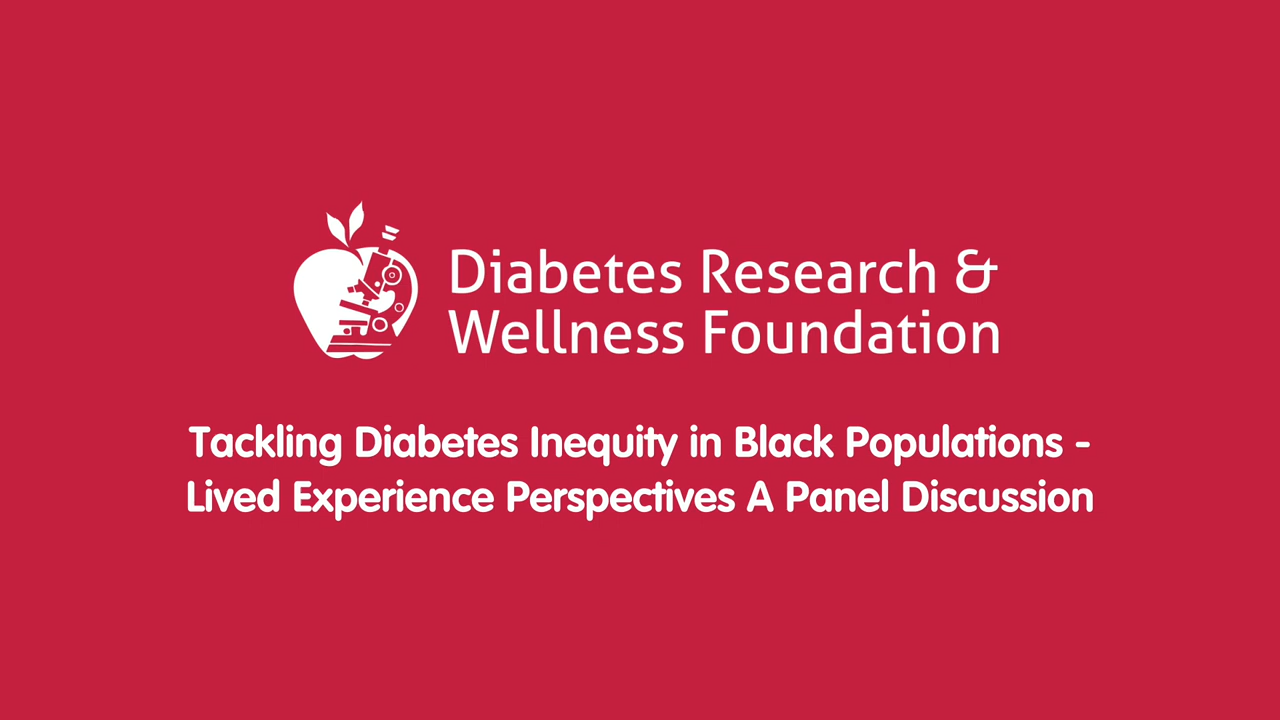 Diabetes Research &
Wellness Foundation
Tackling Diabetes Inequity in Black Populations -
Lived Experience Perspectives A Panel Discussion